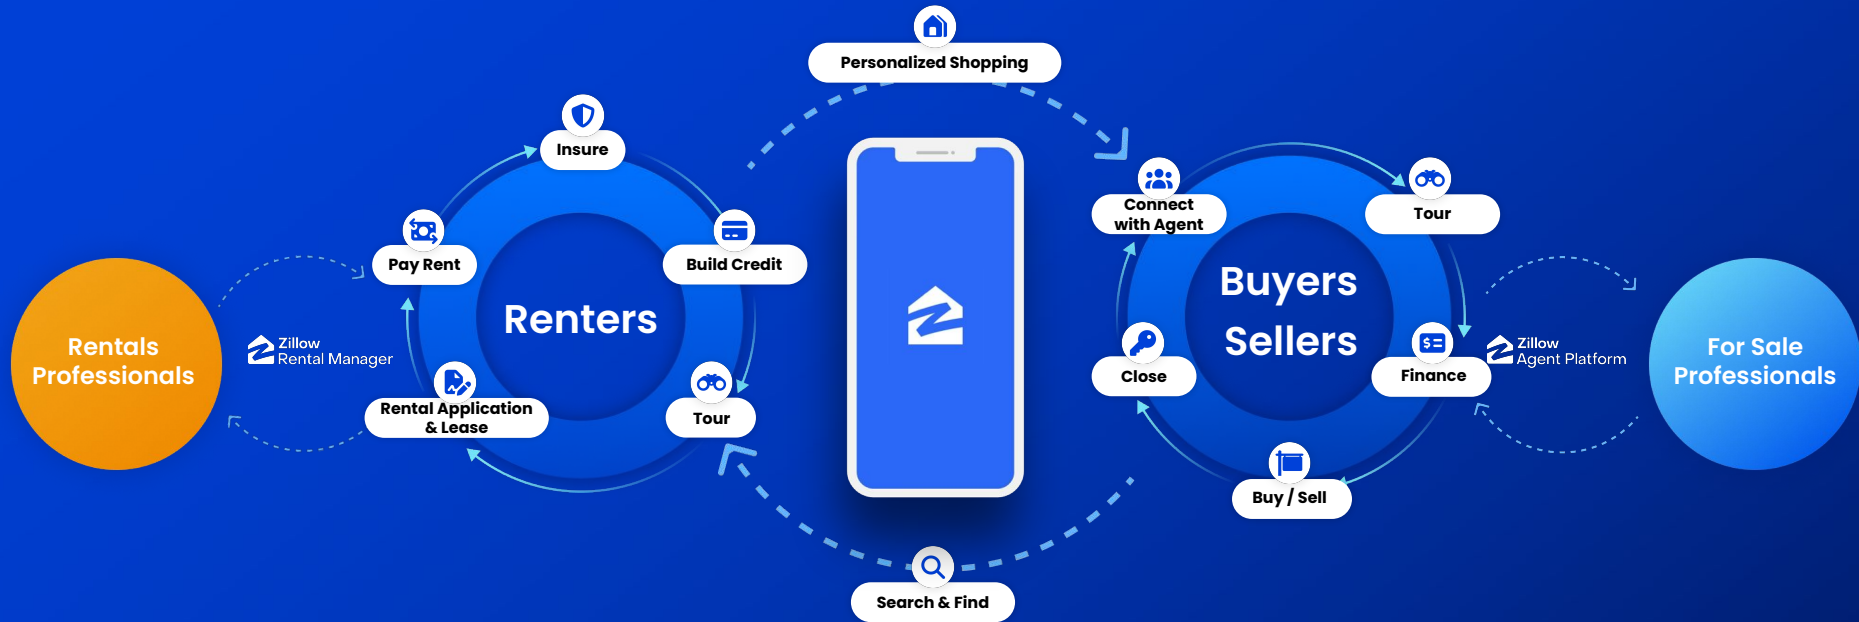 Personalized Shopping
Insure
Pay Rent
Build Credit
Renters
Rental Application
& Lease
Tour
Rentals
Professionals
Zillow
Rental Manager
Connect
with Agent
Tour
Buyers
Sellers
Close
Finance
Buy / Sell
Zillow
Agent Platform
For Sale
Professionals
Search & Find